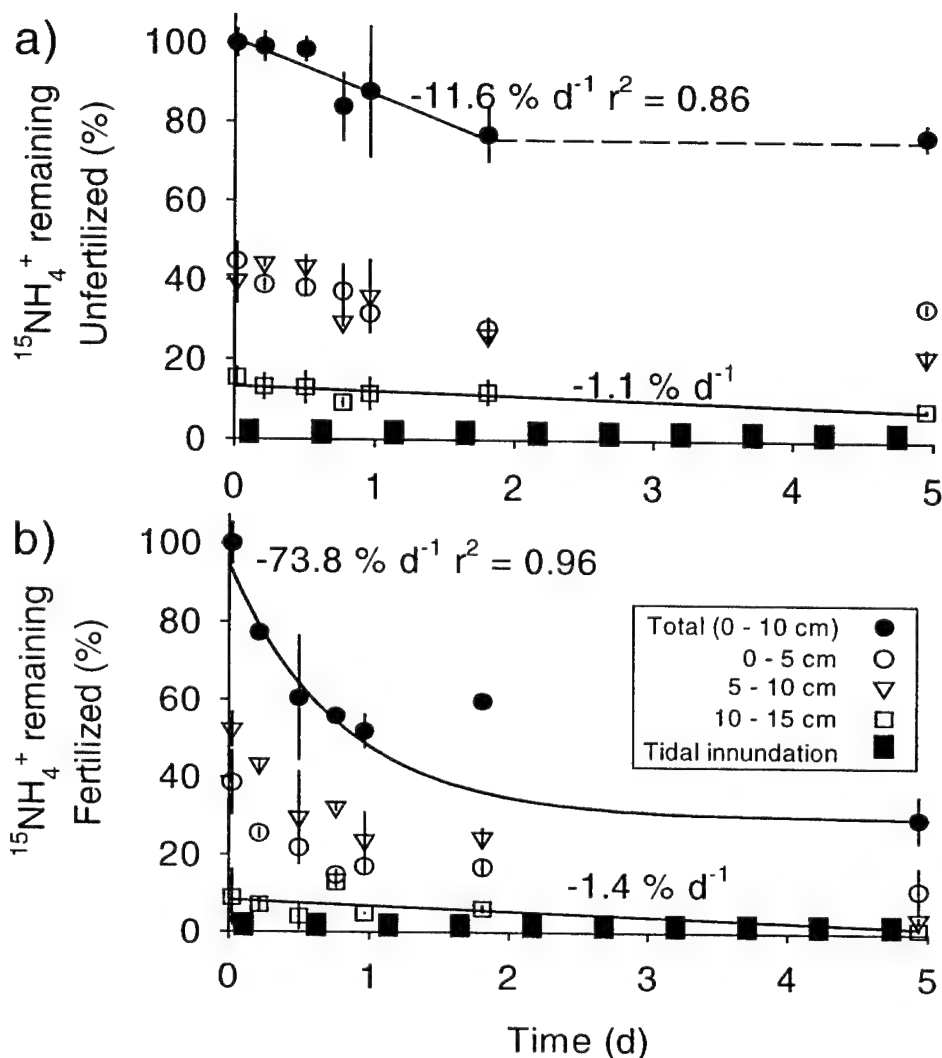 a)
¹⁵NH₄⁺ remaining
Unfertilized (%)
100
80
60
40
20
0
-11.6 % d⁻¹ r² = 0.86
-1.1 % d⁻¹
0 1 2 3 4 5
b)
¹⁵NH₄⁺ remaining
Fertilized (%)
100
80
60
40
20
0
-73.8 % d⁻¹ r² = 0.96
Total (0 - 10 cm)
0 - 5 cm
5 - 10 cm
10 - 15 cm
Tidal innundation
-1.4 % d⁻¹
0 1 2 3 4 5
Time (d)